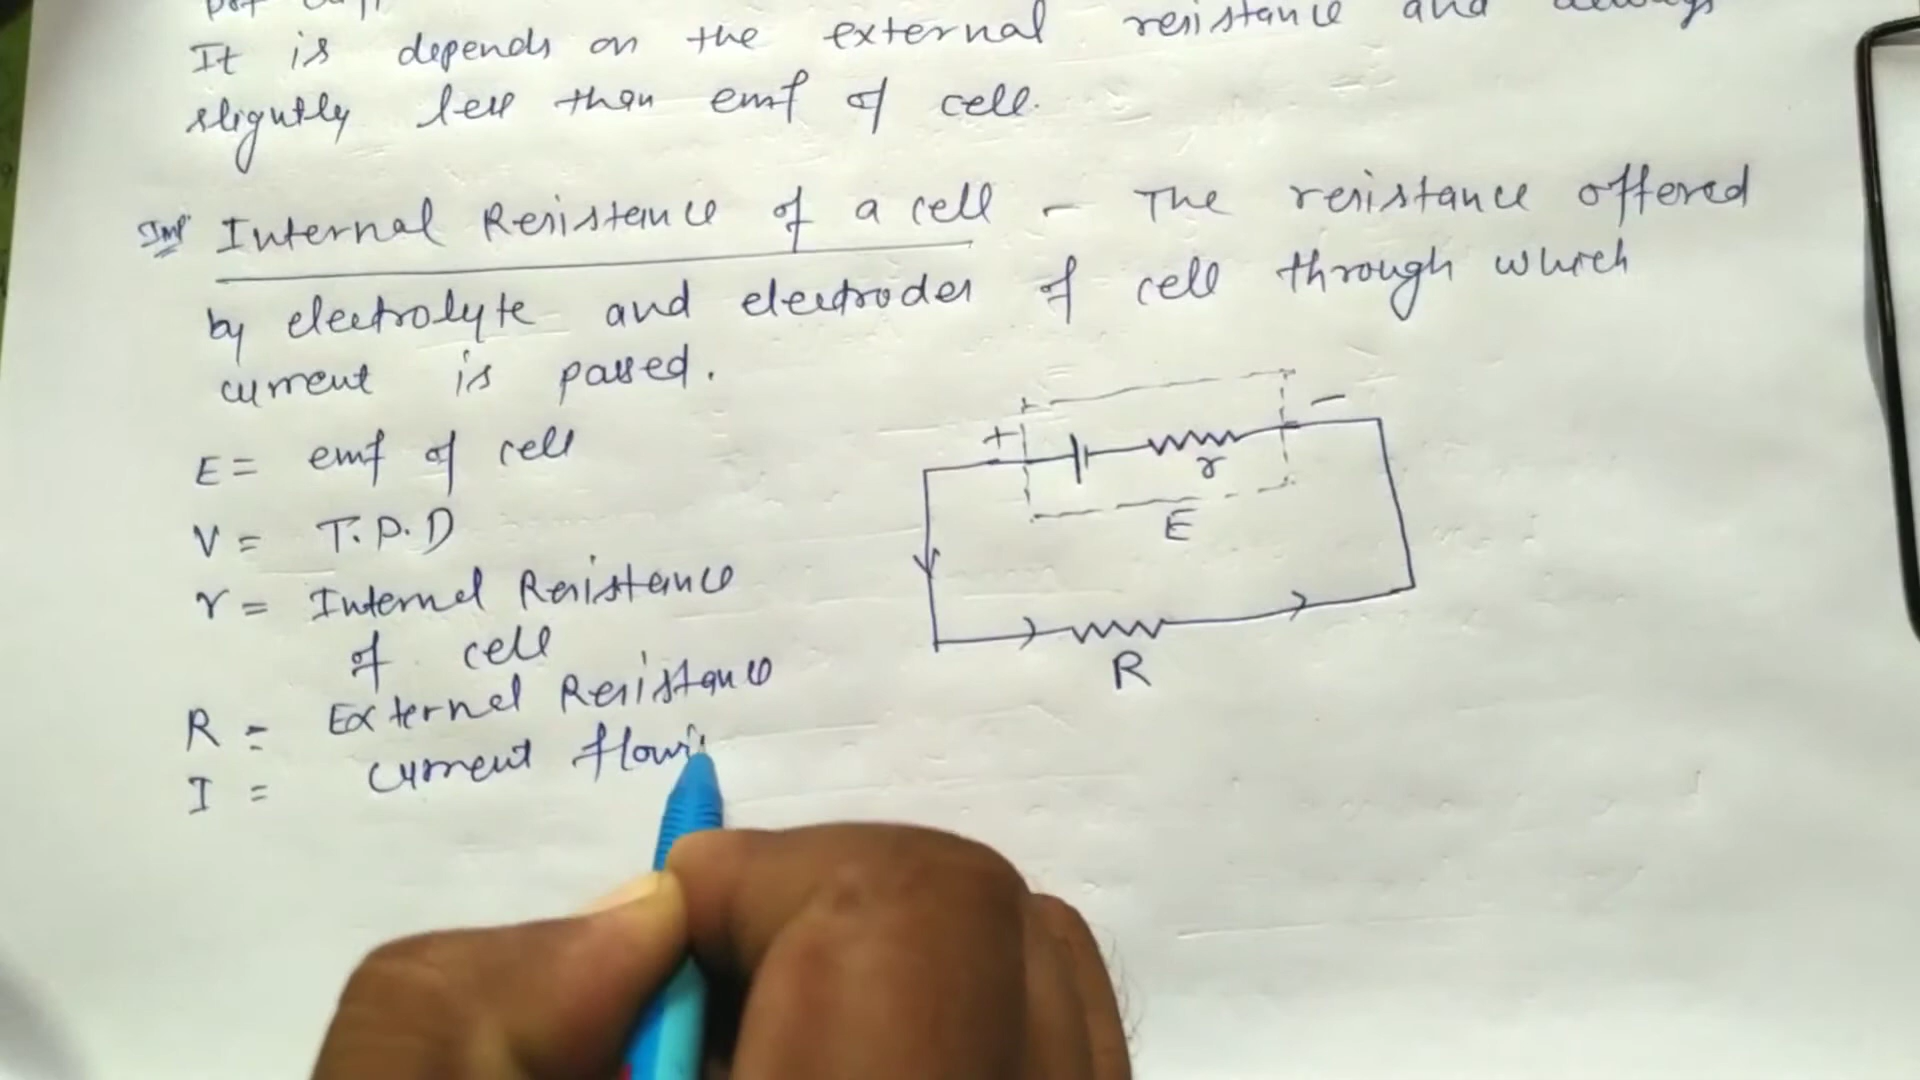 It is depends on the external resistance and always
slightly less than emf of cell.
Imp. Internal Resistance of a cell - The resistance offered
by electrolyte and electrodes of cell through which
current is passed.
E = emf of cell
V = T.P.D
r = Internal Resistance
of cell
R = External Resistance
I = current flowi
+
-
r
E
R